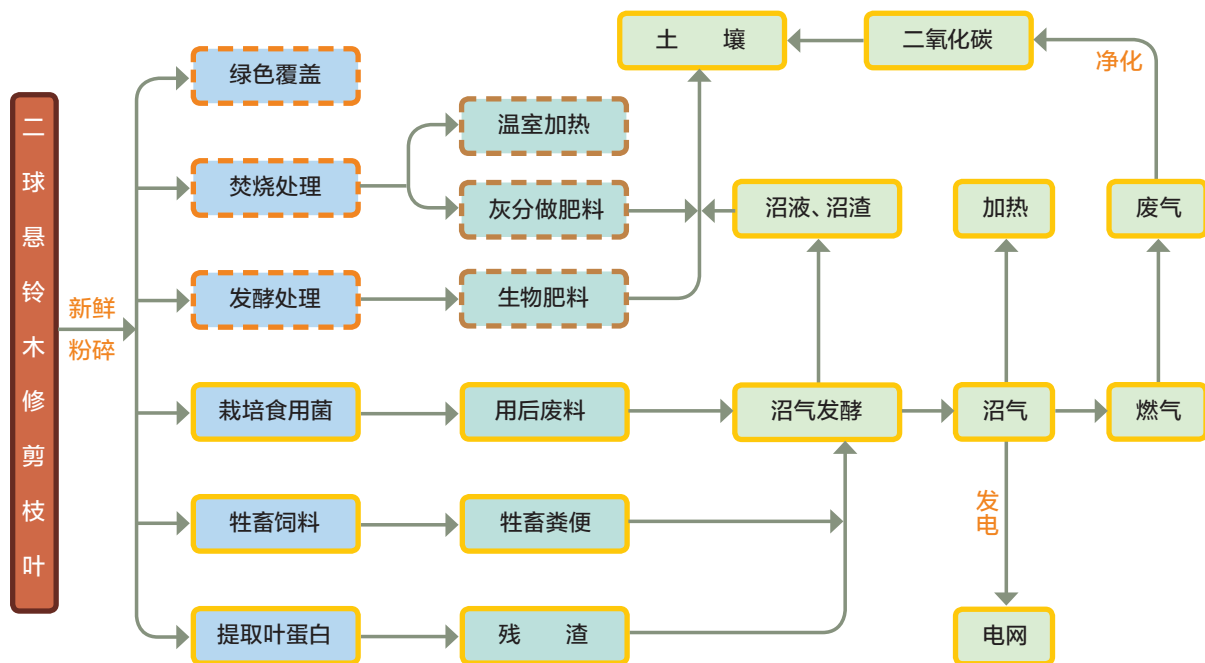 二球悬铃木修剪枝叶
新鲜
粉碎
绿色覆盖
焚烧处理
发酵处理
栽培食用菌
牲畜饲料
提取叶蛋白
温室加热
灰分做肥料
生物肥料
用后废料
牲畜粪便
残 渣
土 壤
二氧化碳
净化
沼液、沼渣
加热
废气
沼气发酵
沼气
燃气
发电
电网